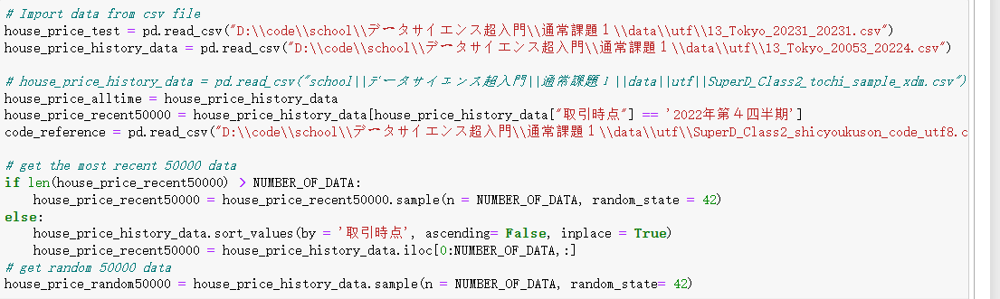 # Import data from csv file
house_price_test = pd.read_csv("D:\\code\\school\\データサイエンス超入門\\通常課題１\\data\\utf\\13_Tokyo_20231_20231.csv")
house_price_history_data = pd.read_csv("D:\\code\\school\\データサイエンス超入門\\通常課題１\\data\\utf\\13_Tokyo_20053_20224.csv")
# house_price_history_data = pd.read_csv("school||データサイエンス超入門||通常課題１||data||utf||SuperD_Class2_tochi_sample_xdm.csv")
house_price_alltime = house_price_history_data
house_price_recent50000 = house_price_history_data[house_price_history_data["取引時点"] == '2022年第４四半期']
code_reference = pd.read_csv("D:\\code\\school\\データサイエンス超入門\\通常課題１\\data\\utf\\SuperD_Class2_shicyoukuson_code_utf8.c
# get the most recent 50000 data
if len(house_price_recent50000) > NUMBER_OF_DATA:
    house_price_recent50000 = house_price_recent50000.sample(n = NUMBER_OF_DATA, random_state = 42)
else:
    house_price_history_data.sort_values(by = '取引時点', ascending= False, inplace = True)
    house_price_recent50000 = house_price_history_data.iloc[0:NUMBER_OF_DATA,:]
# get random 50000 data
house_price_random50000 = house_price_history_data.sample(n = NUMBER_OF_DATA, random_state= 42)